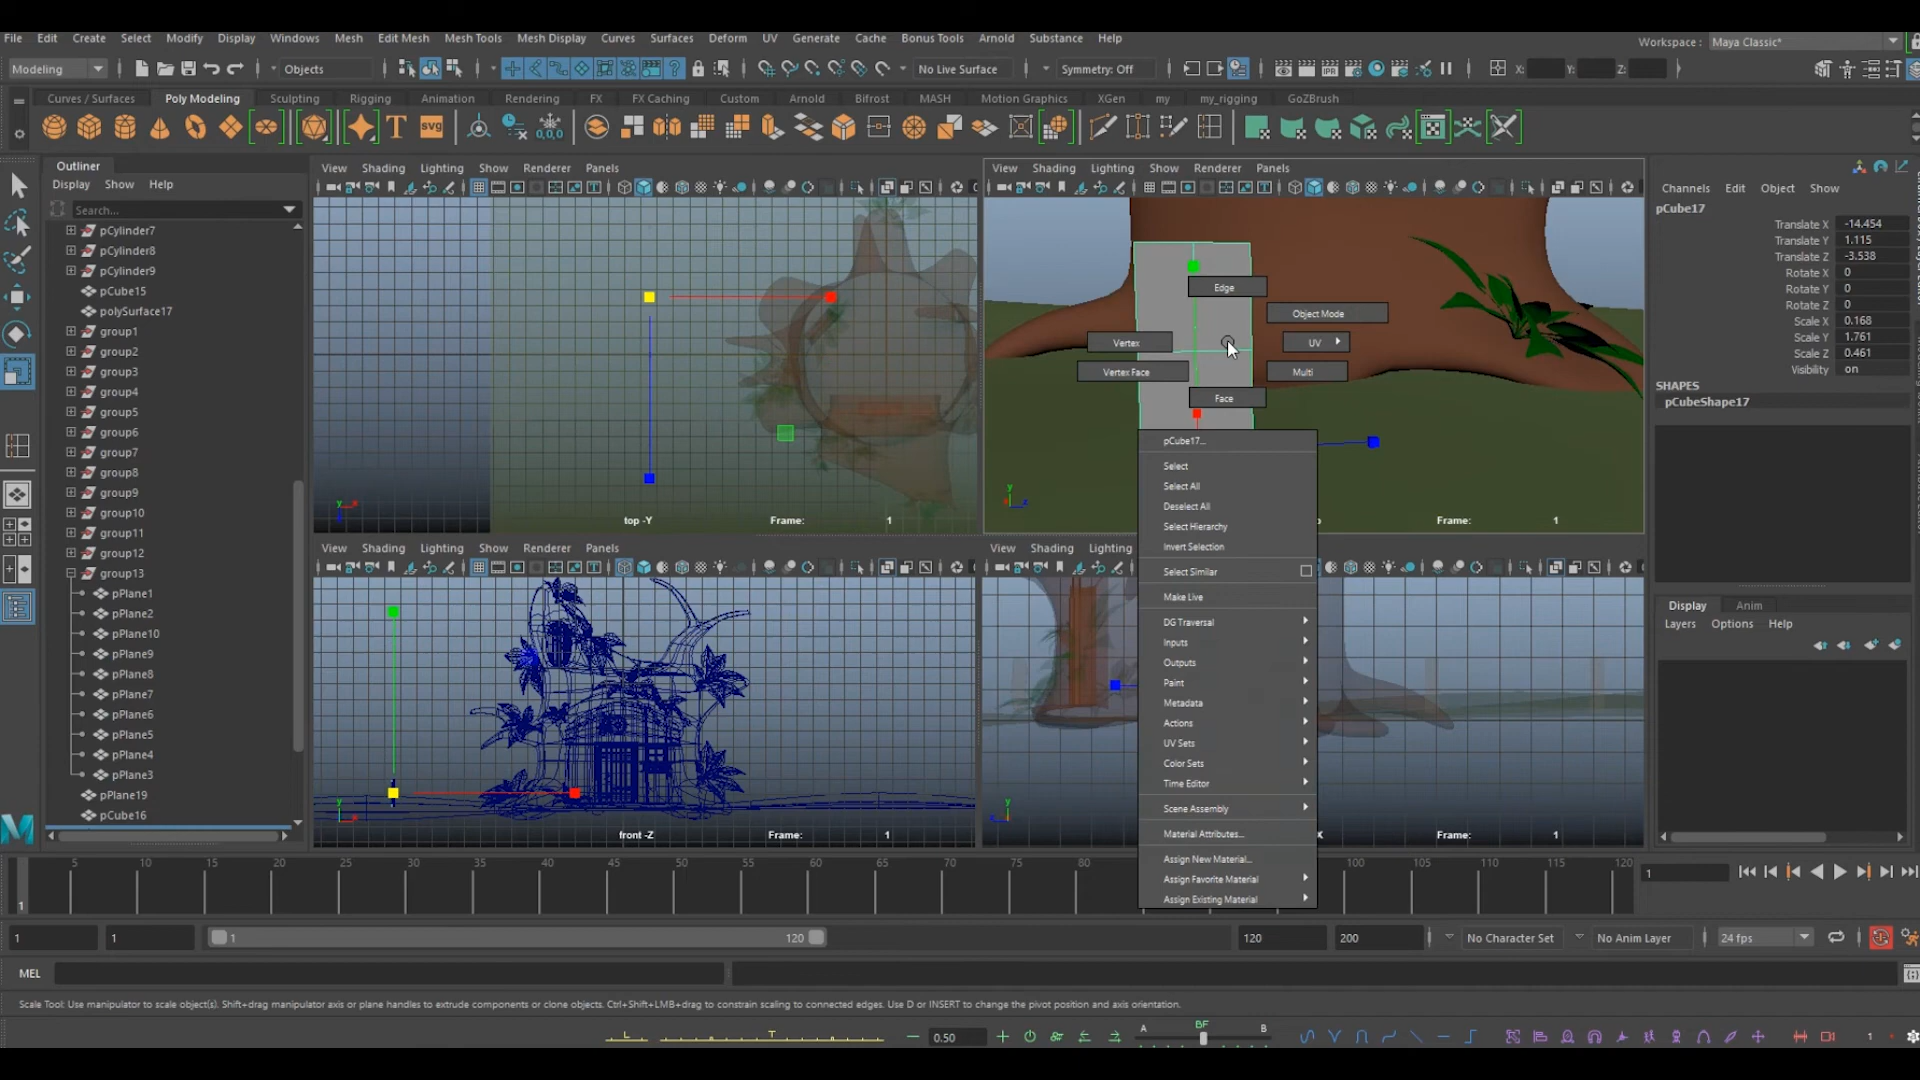 File Edit Create Select Modify Display Windows Mesh Edit Mesh Mesh Tools Mesh Display Curves Surfaces Deform UV Generate Cache Bonus Tools Arnold Substance Help
Workspace : Maya Classic*
Modeling Objects No Live Surface Symmetry: Off X: Y: Z:
Curves / Surfaces Poly Modeling Sculpting Rigging Animation Rendering FX FX Caching Custom Arnold Bifrost MASH Motion Graphics XGen my my_rigging GoZBrush
T SVG 0,0,0
Outliner
Display Show Help
Search...
pCylinder7
pCylinder8
pCylinder9
pCube15
polySurface17
group1
group2
group3
group4
group5
group6
group7
group8
group9
group10
group11
group12
group13
pPlane1
pPlane2
pPlane10
pPlane9
pPlane8
pPlane7
pPlane6
pPlane5
pPlane4
pPlane3
pPlane19
pCube16
View Shading Lighting Show Renderer Panels
top -Y Frame: 1
View Shading Lighting Show Renderer Panels
Edge
Object Mode
Vertex UV
Vertex Face Multi
Face
Frame: 1
View Shading Lighting Show Renderer Panels
front -Z Frame: 1
View Shading Lighting
X Frame: 1
pCube17...
Select
Select All
Deselect All
Select Hierarchy
Invert Selection
Select Similar
Make Live
DG Traversal
Inputs
Outputs
Paint
Metadata
Actions
UV Sets
Color Sets
Time Editor
Scene Assembly
Material Attributes...
Assign New Material...
Assign Favorite Material
Assign Existing Material
Channels Edit Object Show
pCube17
Translate X -14.454
Translate Y 1.115
Translate Z -3.538
Rotate X 0
Rotate Y 0
Rotate Z 0
Scale X 0.168
Scale Y 1.761
Scale Z 0.461
Visibility on
SHAPES
pCubeShape17
Display Anim
Layers Options Help
5 10 15 20 25 30 35 40 45 50 55 60 65 70 75 80 100 105 110 115 120
1
1
1 1 1 120 120 200 No Character Set No Anim Layer 24 fps
MEL
Scale Tool: Use manipulator to scale object(s). Shift+drag manipulator axis or plane handles to extrude components or clone objects. Ctrl+Shift+LMB+drag to constrain scaling to connected edges. Use D or INSERT to change the pivot position and axis orientation.
L T 0.50 A BF B 1